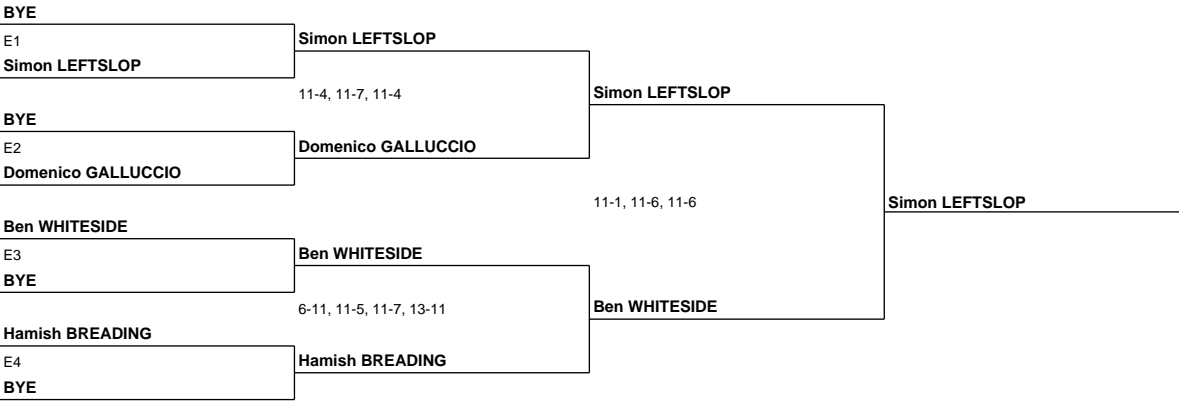 BYE
E1
Simon LEFTSLOP
Simon LEFTSLOP
11-4, 11-7, 11-4
Simon LEFTSLOP
BYE
E2
Domenico GALLUCCIO
Domenico GALLUCCIO
11-1, 11-6, 11-6
Simon LEFTSLOP
Ben WHITESIDE
E3
BYE
Ben WHITESIDE
6-11, 11-5, 11-7, 13-11
Ben WHITESIDE
Hamish BREADING
E4
BYE
Hamish BREADING